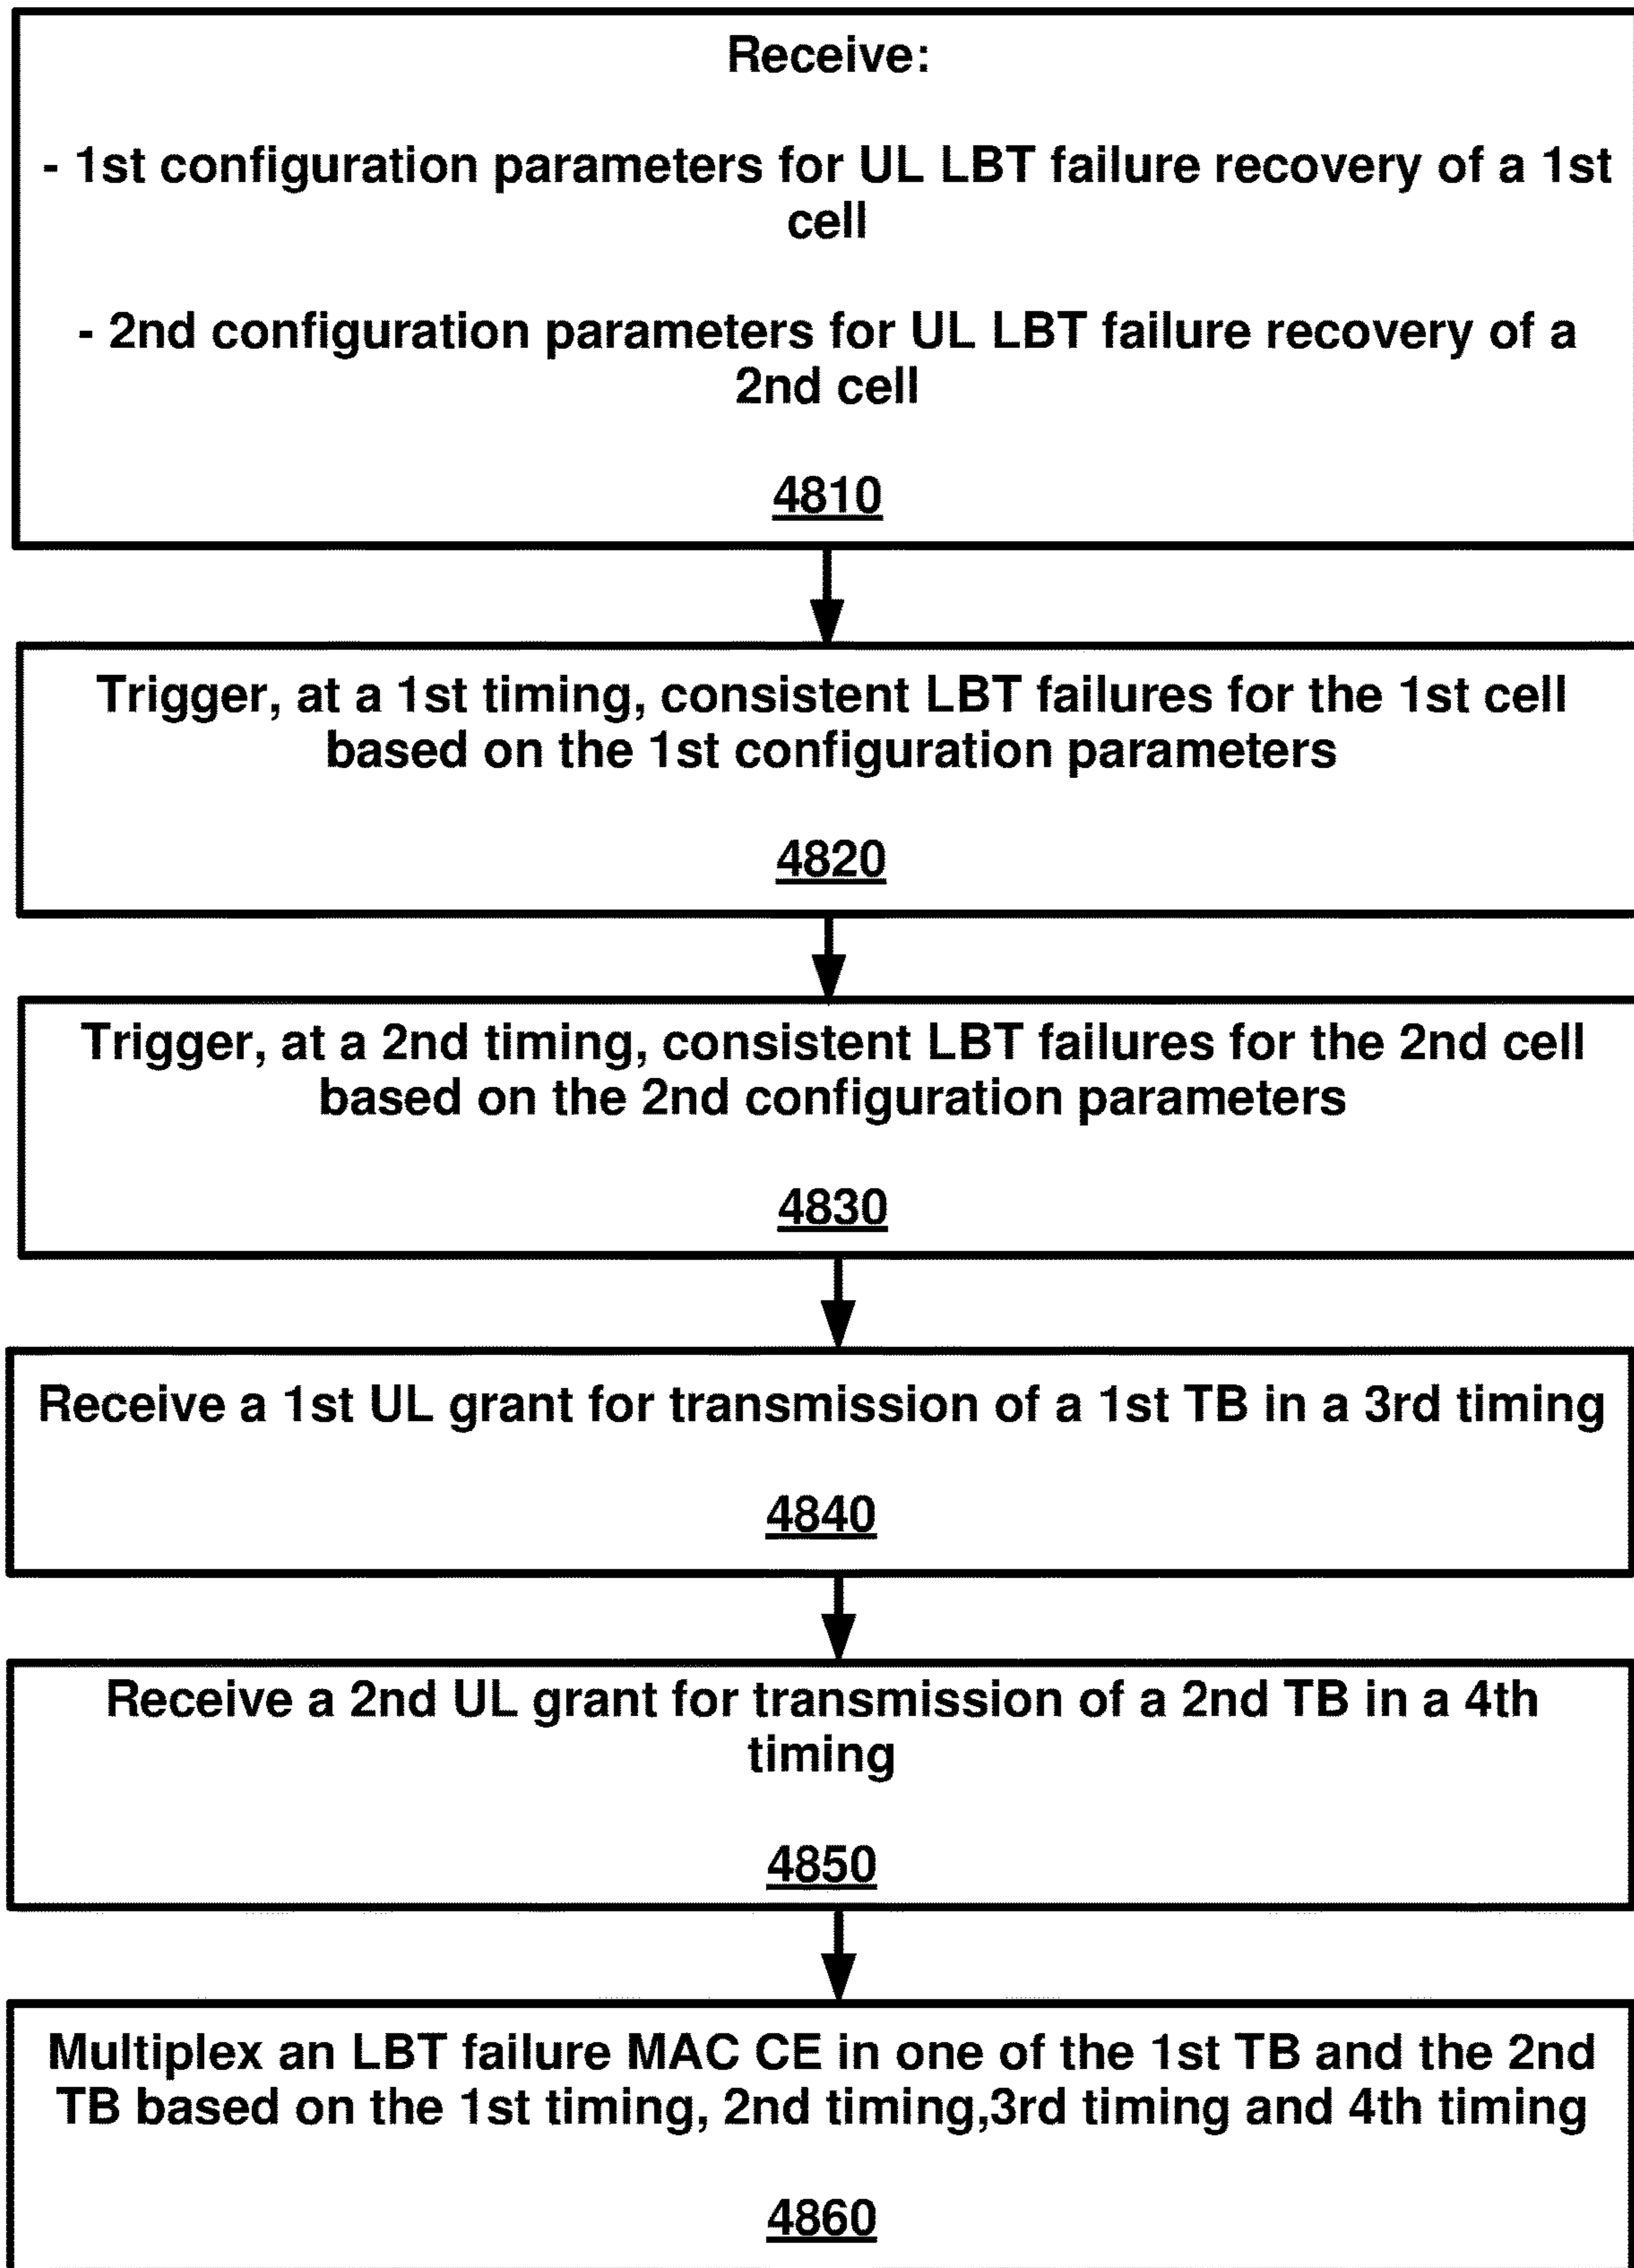 Receive:
- 1st configuration parameters for UL LBT failure recovery of a 1st
cell
- 2nd configuration parameters for UL LBT failure recovery of a
2nd cell
4810
Trigger, at a 1st timing, consistent LBT failures for the 1st cell
based on the 1st configuration parameters
4820
Trigger, at a 2nd timing, consistent LBT failures for the 2nd cell
based on the 2nd configuration parameters
4830
Receive a 1st UL grant for transmission of a 1st TB in a 3rd timing
4840
Receive a 2nd UL grant for transmission of a 2nd TB in a 4th
timing
4850
Multiplex an LBT failure MAC CE in one of the 1st TB and the 2nd
TB based on the 1st timing, 2nd timing,3rd timing and 4th timing
4860